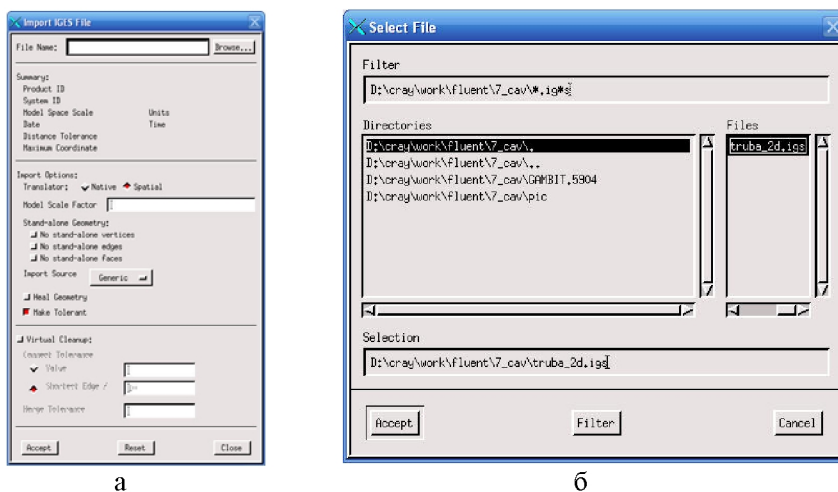 Import IGES File
File Name:
Browse...
Summary:
Product ID
System ID
Model Space Scale Units
Date Time
Distance Tolerance
Maximum Coordinate
Import Options:
Translator: Native Spatial
Model Scale Factor
Stand-alone Geometry:
No stand-alone vertices
No stand-alone edges
No stand-alone faces
Import Source Generic
Heal Geometry
Make Tolerant
Virtual Cleanup:
Connect Tolerance
Value
Shortest Edge
Merge Tolerance
Accept Reset Close
а
Select File
Filter
D:\cray\work\fluent\7_cav\*.ig*s
Directories Files
D:\cray\work\fluent\7_cav\. truba_2d.igs
D:\cray\work\fluent\7_cav\..
D:\cray\work\fluent\7_cav\GAMBIT.5904
D:\cray\work\fluent\7_cav\pic
Selection
D:\cray\work\fluent\7_cav\truba_2d.igs
Accept Filter Cancel
б